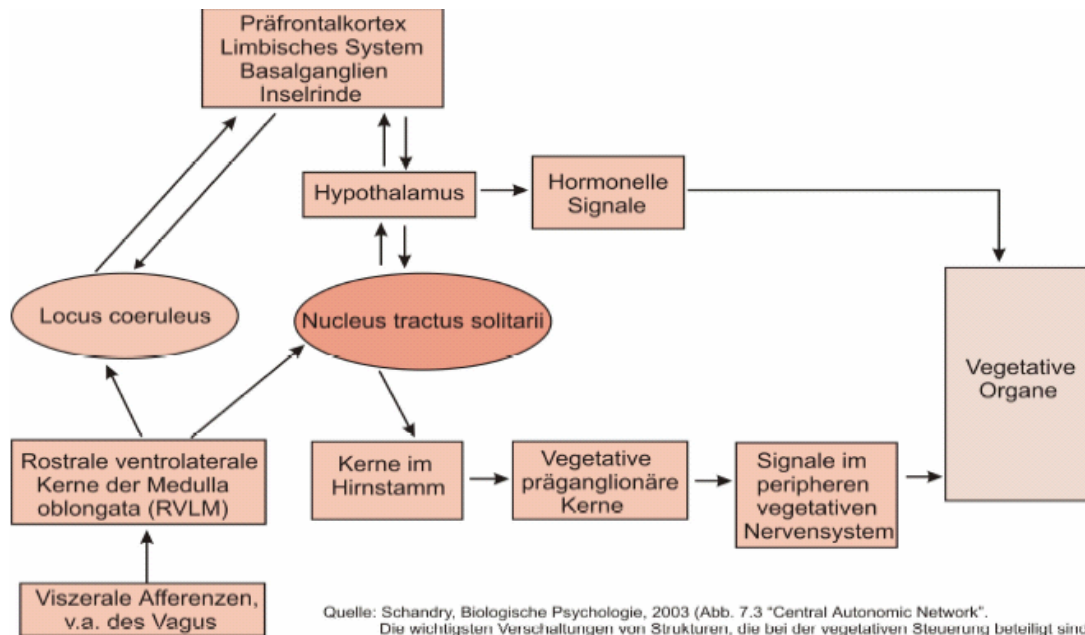 Präfrontalkortex
Limbisches System
Basalganglien
Inselrinde
Hypothalamus
Hormonelle
Signale
Locus coeruleus
Nucleus tractus solitarii
Vegetative
Organe
Rostrale ventrolaterale
Kerne der Medulla
oblongata (RVLM)
Kerne im
Hirnstamm
Vegetative
präganglionäre
Kerne
Signale im
peripheren
vegetativen
Nervensystem
Viszerale Afferenzen,
v.a. des Vagus
Quelle: Schandry, Biologische Psychologie, 2003 (Abb. 7.3 "Central Autonomic Network".
Die wichtigsten Verschaltungen von Strukturen, die bei der vegetativen Steuerung beteiligt sind